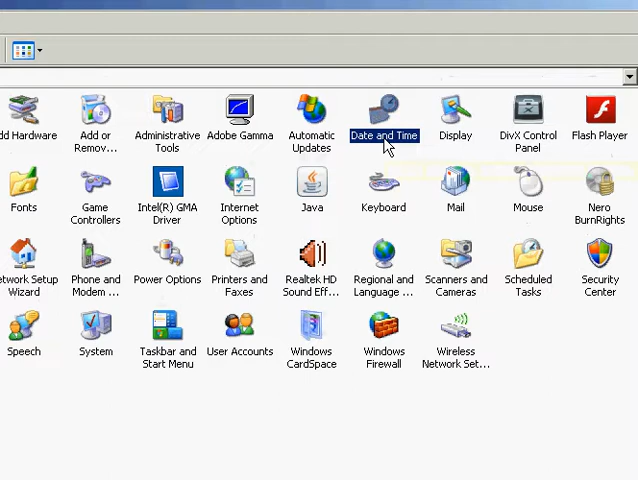 dd Hardware
Add or
Remov...
Administrative
Tools
Adobe Gamma
Automatic
Updates
Date and Time
Display
DivX Control
Panel
Flash Player
Fonts
Game
Controllers
Intel(R) GMA
Driver
Internet
Options
Java
Keyboard
Mail
Mouse
Nero
BurnRights
etwork Setup
Wizard
Phone and
Modem ...
Power Options
Printers and
Faxes
Realtek HD
Sound Eff...
Regional and
Language ...
Scanners and
Cameras
Scheduled
Tasks
Security
Center
Speech
System
Taskbar and
Start Menu
User Accounts
Windows
CardSpace
Windows
Firewall
Wireless
Network Set...